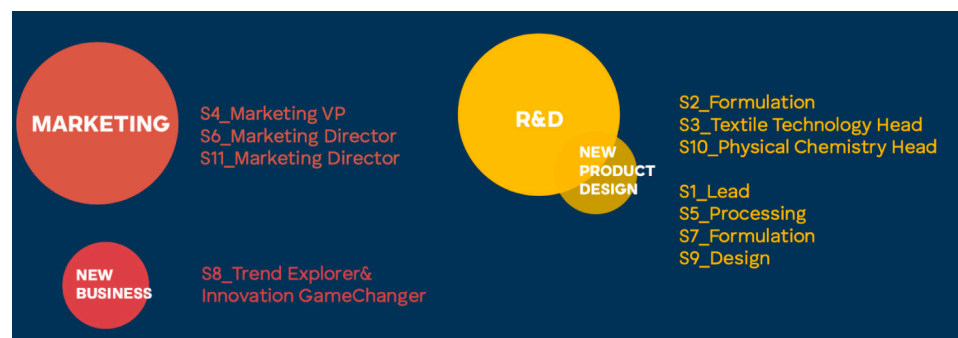 MARKETING
S4_Marketing VP
S6_Marketing Director
S11_Marketing Director
NEW
BUSINESS
S8_Trend Explorer&
Innovation GameChanger
R&D
NEW
PRODUCT
DESIGN
S2_Formulation
S3_Textile Technology Head
S10_Physical Chemistry Head
S1_Lead
S5_Processing
S7_Formulation
S9_Design